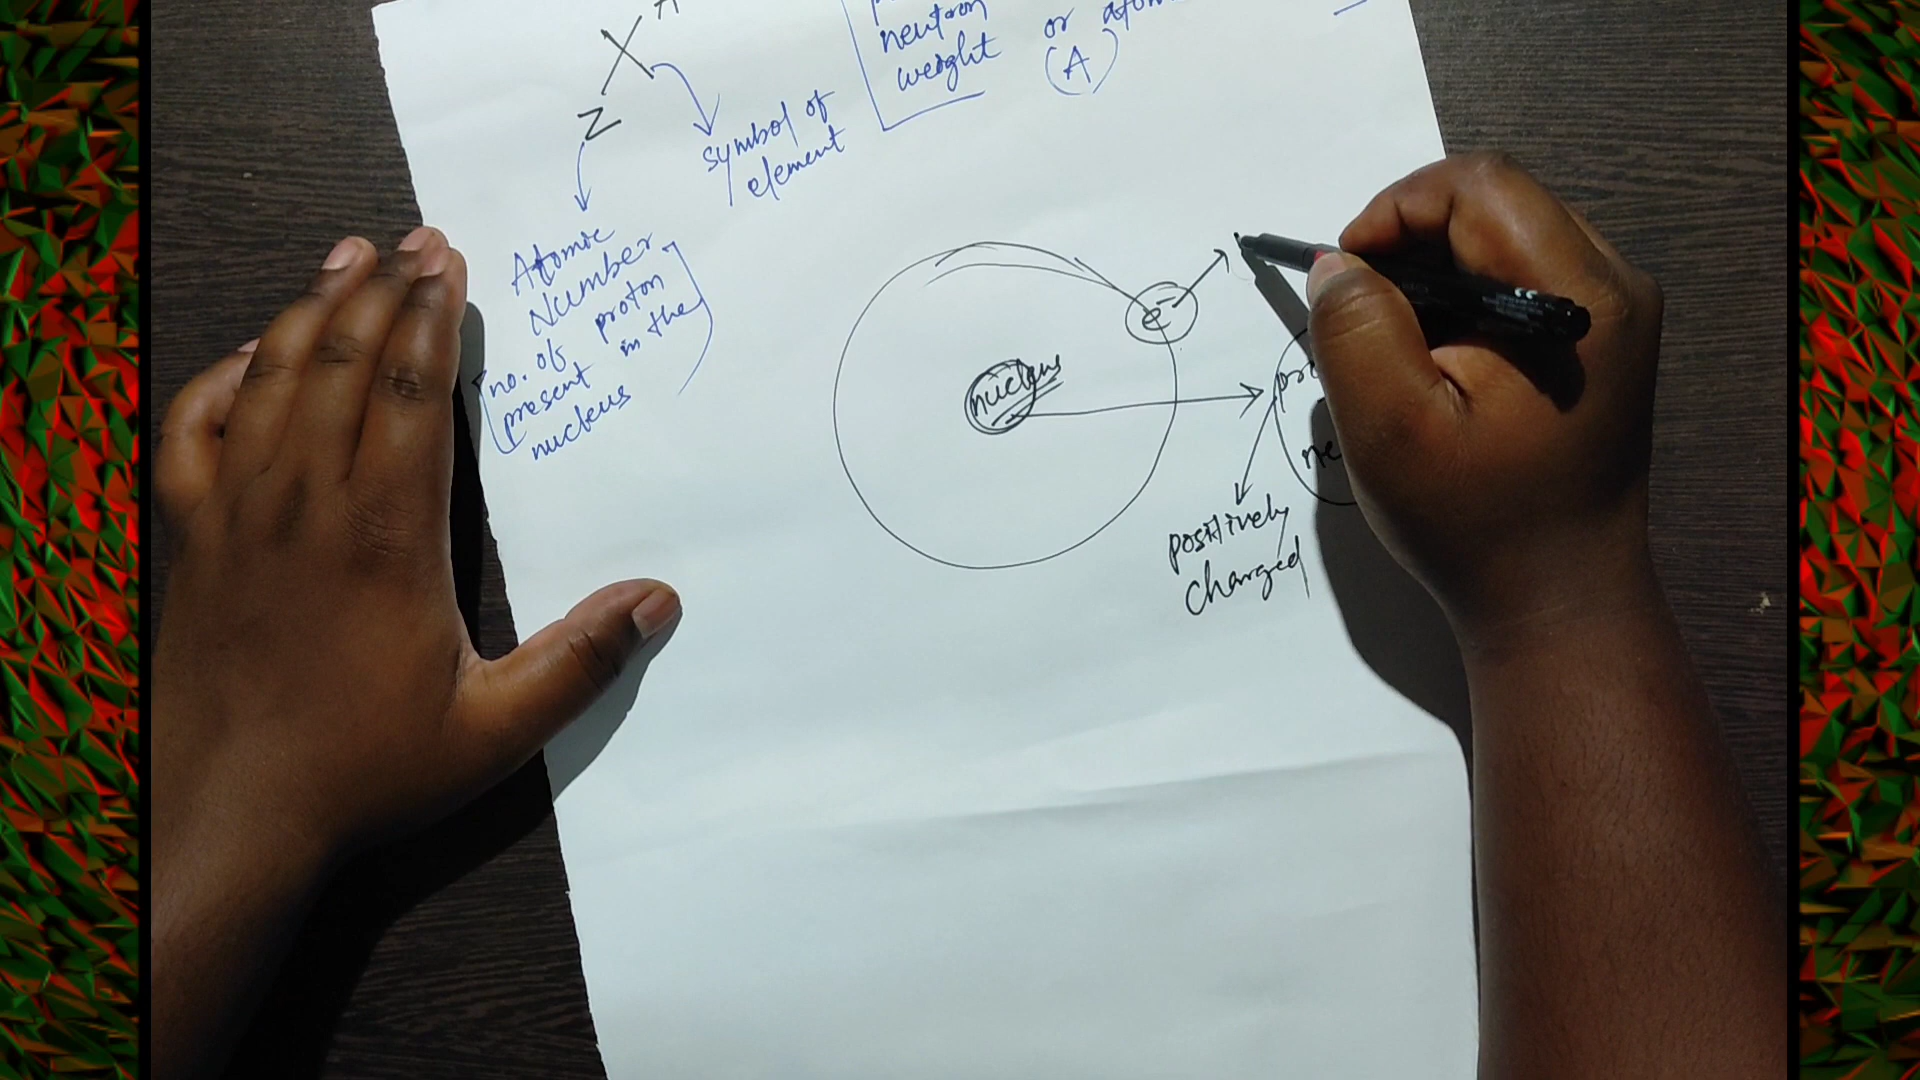 X A
Z
symbol of
element
neutron
weight
or
(A)
Atomic
Number
no. of proton
present in the
nucleus
e-
nucleus
positively
charged